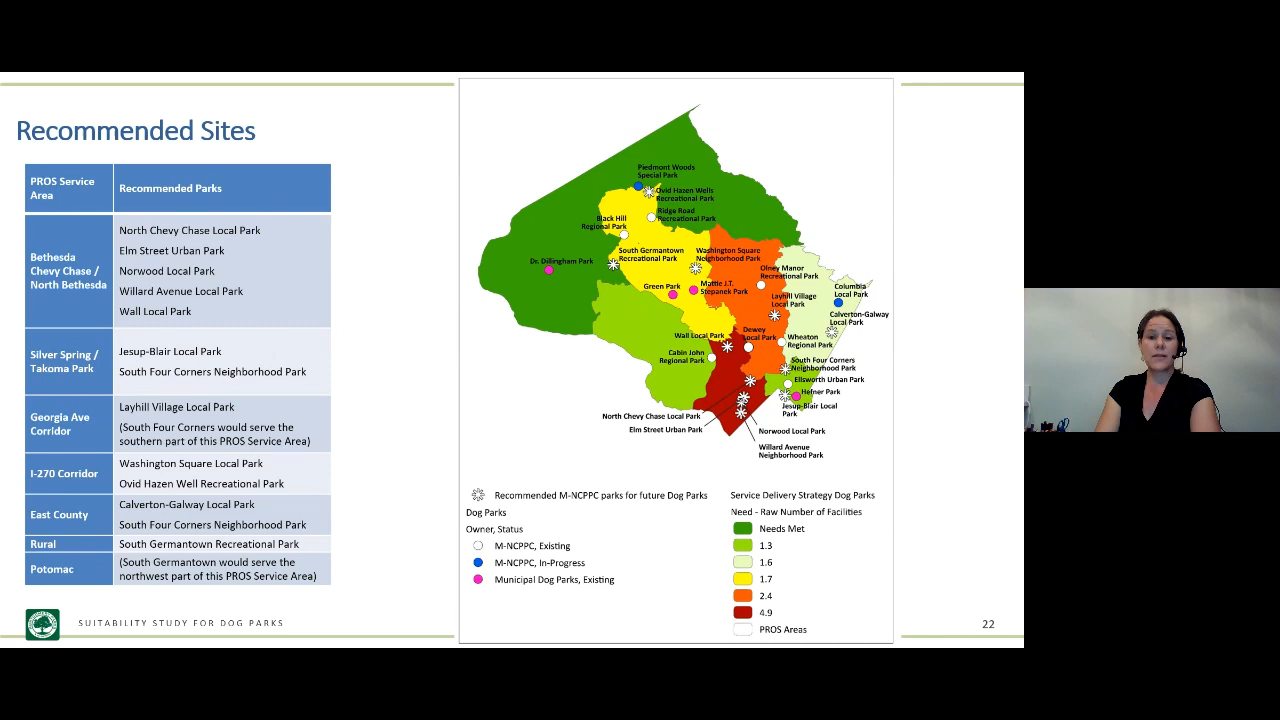 Recommended Sites
PROS Service
Area
Recommended Parks
Bethesda
Chevy Chase /
North Bethesda
North Chevy Chase Local Park
Elm Street Urban Park
Norwood Local Park
Willard Avenue Local Park
Wall Local Park
Silver Spring /
Takoma Park
Jesup-Blair Local Park
South Four Corners Neighborhood Park
Georgia Ave
Corridor
Layhill Village Local Park
(South Four Corners would serve the
southern part of this PROS Service Area)
I-270 Corridor
Washington Square Local Park
Ovid Hazen Well Recreational Park
East County
Calverton-Galway Local Park
South Four Corners Neighborhood Park
Rural
South Germantown Recreational Park
Potomac
(South Germantown would serve the
northwest part of this PROS Service Area)
SUITABILITY STUDY FOR DOG PARKS
Piedmont Woods
Special Park
Ovid Hazen Wells
Recreational Park
Ridge Road
Recreational Park
Black Hill
Regional Park
South Germantown
Recreational Park
Washington Square
Neighborhood Park
Dr. Dillingham Park
Olney Manor
Recreational Park
Green Park
Mattie J.T.
Stepanek Park
Columbia
Local Park
Layhill Village
Local Park
Calverton-Galway
Local Park
Wall Local Park
Dewey
Local Park
Wheaton
Regional Park
Cabin John
Regional Park
South Four Corners
Neighborhood Park
Ellsworth Urban Park
Hefner Park
Jesup-Blair Local
Park
North Chevy Chase Local Park
Elm Street Urban Park
Norwood Local Park
Willard Avenue
Neighborhood Park
Recommended M-NCPPC parks for future Dog Parks
Dog Parks
Owner, Status
M-NCPPC, Existing
M-NCPPC, In-Progress
Municipal Dog Parks, Existing
Service Delivery Strategy Dog Parks
Need - Raw Number of Facilities
Needs Met
1.3
1.6
1.7
2.4
4.9
PROS Areas
22